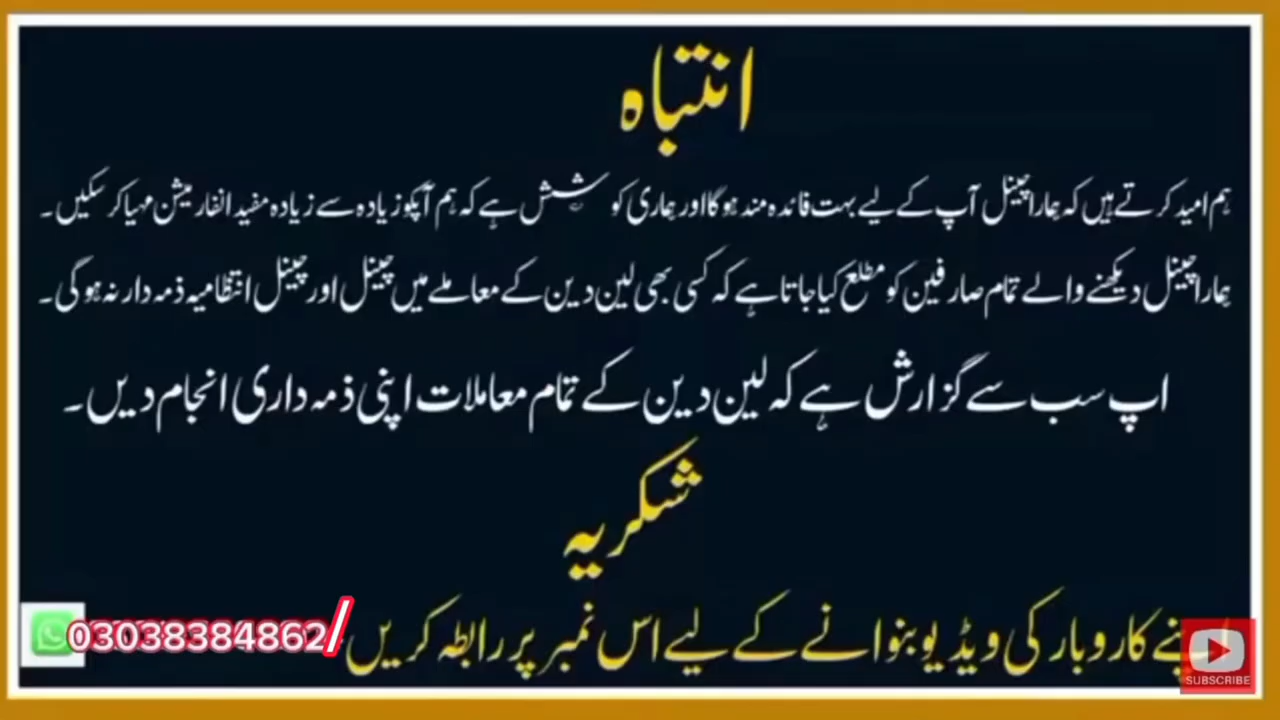 انتباہ
ہم امید کرتے ہیں کہ ہمارا چینل آپ کے لیے بہت فائدہ مند ہوگا اور ہماری کوشش ہے کہ ہم آپکو زیادہ سے زیادہ مفید انفارمیشن مہیا کر سکیں۔
ہمارا چینل دیکھنے والے تمام صارفین کو مطلع کیا جاتا ہے کہ کسی بھی لین دین کے معاملے میں چینل اور چینل انتظامیہ ذمہ دار نہ ہوگی۔
اپ سب سے گزارش ہے کہ لین دین کے تمام معاملات اپنی ذمہ داری انجام دیں۔
شکریہ
اپنے کاروبار کی ویڈیو بنوانے کے لیے اس نمبر پر رابطہ کریں
03038384862/
SUBSCRIBE